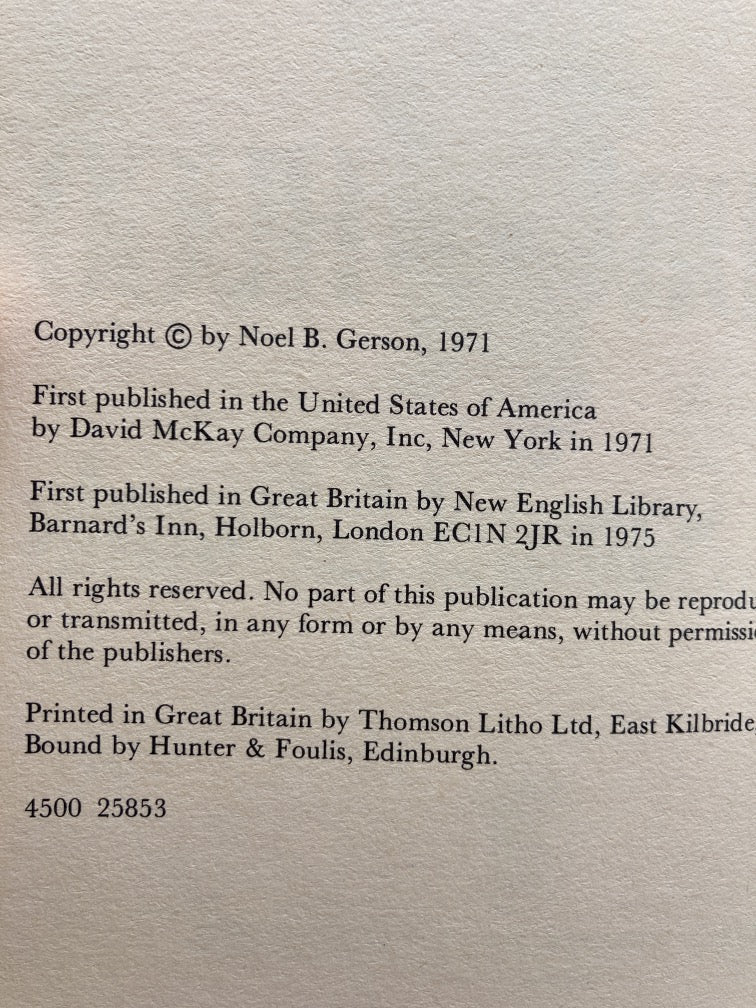 Copyright © by Noel B. Gerson, 1971
First published in the United States of America
by David McKay Company, Inc, New York in 1971
First published in Great Britain by New English Library,
Barnard's Inn, Holborn, London EC1N 2JR in 1975
All rights reserved. No part of this publication may be
or transmitted, in any form or by any means, without
of the publishers.
Printed in Great Britain by Thomson Litho Ltd, East Kilbride
Bound by Hunter & Foulis, Edinburgh.
4500 25853